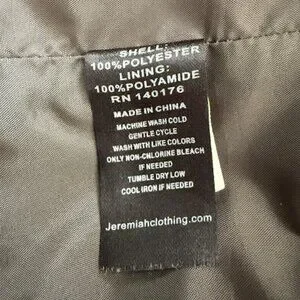 SHELL:
100%POLYESTER
LINING:
100%POLYAMIDE
RN 140176
MADE IN CHINA
MACHINE WASH COLD
GENTLE CYCLE
WASH WITH LIKE COLORS
ONLY NON-CHLORINE BLEACH
IF NEEDED
TUMBLE DRY LOW
COOL IRON IF NEEDED
Jeremiahclothing.com